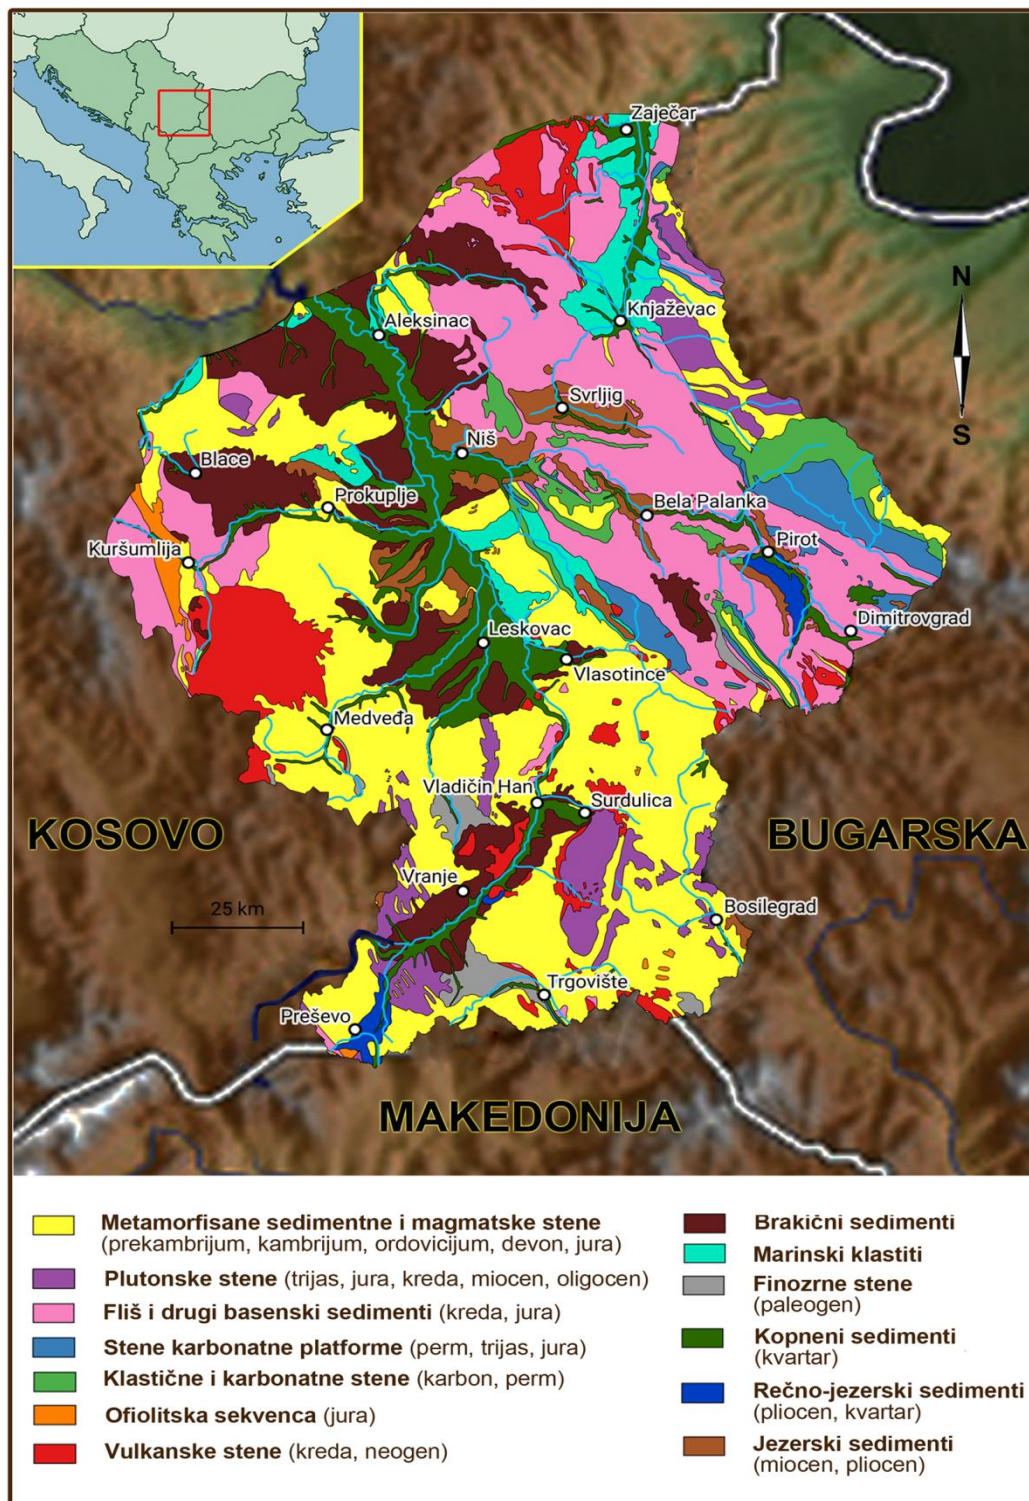 Zaječar
N
Knjaževac
Aleksinac
S
Svrljig
Niš
Blace
Prokuplje
Bela Palanka
Kuršumlija
Pirot
Dimitrovgrad
Leskovac
Vlasotince
Medveđa
Vladičin Han
Surdulica
KOSOVO
BUGARSKA
Vranje
25 km
Bosilegrad
Trgovište
Preševo
MAKEDONIJA
Metamorfisane sedimentne i magmatske stene
(prekambrijum, kambrijum, ordovicijum, devon, jura)
Plutonske stene (trijas, jura, kreda, miocen, oligocen)
Fliš i drugi basenski sedimenti (kreda, jura)
Stene karbonatne platforme (perm, trijas, jura)
Klastične i karbonatne stene (karbon, perm)
Ofiolitska sekvenca (jura)
Vulkanske stene (kreda, neogen)
Brakični sedimenti
Marinski klastiti
Finozrne stene
(paleogen)
Kopneni sedimenti
(kvartar)
Rečno-jezerski sedimenti
(pliocen, kvartar)
Jezerski sedimenti
(miocen, pliocen)